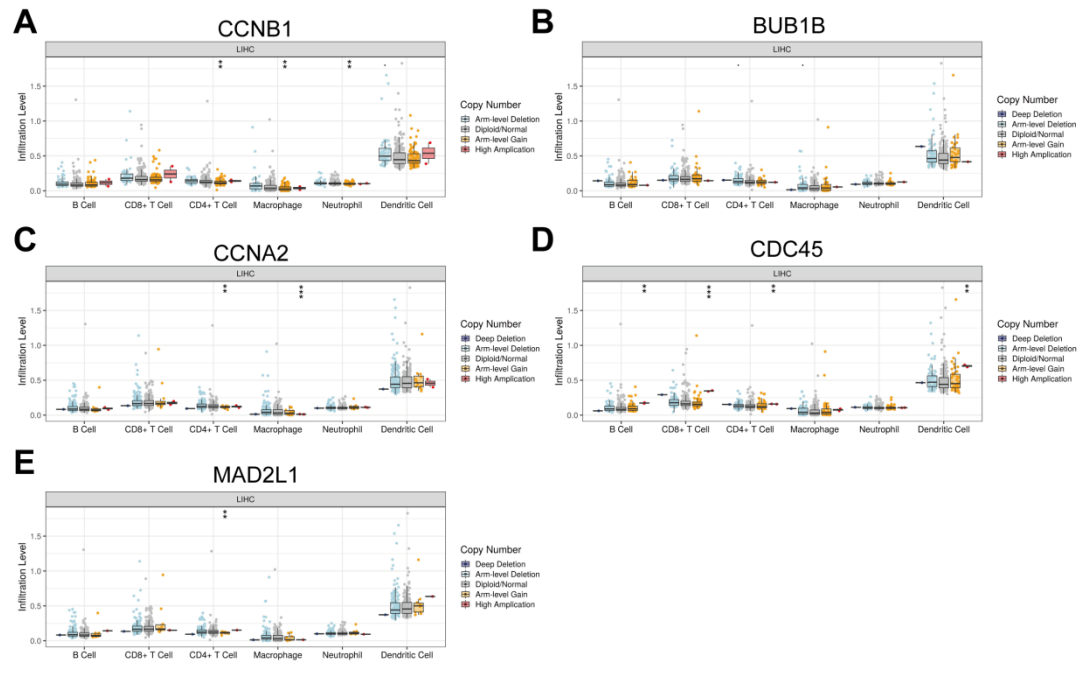 A
CCNB1
LIHC
** ** ** .
Infiltration Level
1.5
1.0
0.5
0.0
B Cell CD8+ T Cell CD4+ T Cell Macrophage Neutrophil Dendritic Cell
Copy Number
Arm-level Deletion
Diploid/Normal
Arm-level Gain
High Amplication
B
BUB1B
LIHC
. .
Infiltration Level
1.5
1.0
0.5
0.0
B Cell CD8+ T Cell CD4+ T Cell Macrophage Neutrophil Dendritic Cell
Copy Number
Deep Deletion
Arm-level Deletion
Diploid/Normal
Arm-level Gain
High Amplication
C
CCNA2
LIHC
** ***
Infiltration Level
1.5
1.0
0.5
0.0
B Cell CD8+ T Cell CD4+ T Cell Macrophage Neutrophil Dendritic Cell
Copy Number
Deep Deletion
Arm-level Deletion
Diploid/Normal
Arm-level Gain
High Amplication
D
CDC45
LIHC
** *** ** **
Infiltration Level
1.5
1.0
0.5
0.0
B Cell CD8+ T Cell CD4+ T Cell Macrophage Neutrophil Dendritic Cell
Copy Number
Deep Deletion
Arm-level Deletion
Diploid/Normal
Arm-level Gain
High Amplication
E
MAD2L1
LIHC
**
Infiltration Level
1.5
1.0
0.5
0.0
B Cell CD8+ T Cell CD4+ T Cell Macrophage Neutrophil Dendritic Cell
Copy Number
Deep Deletion
Arm-level Deletion
Diploid/Normal
Arm-level Gain
High Amplication